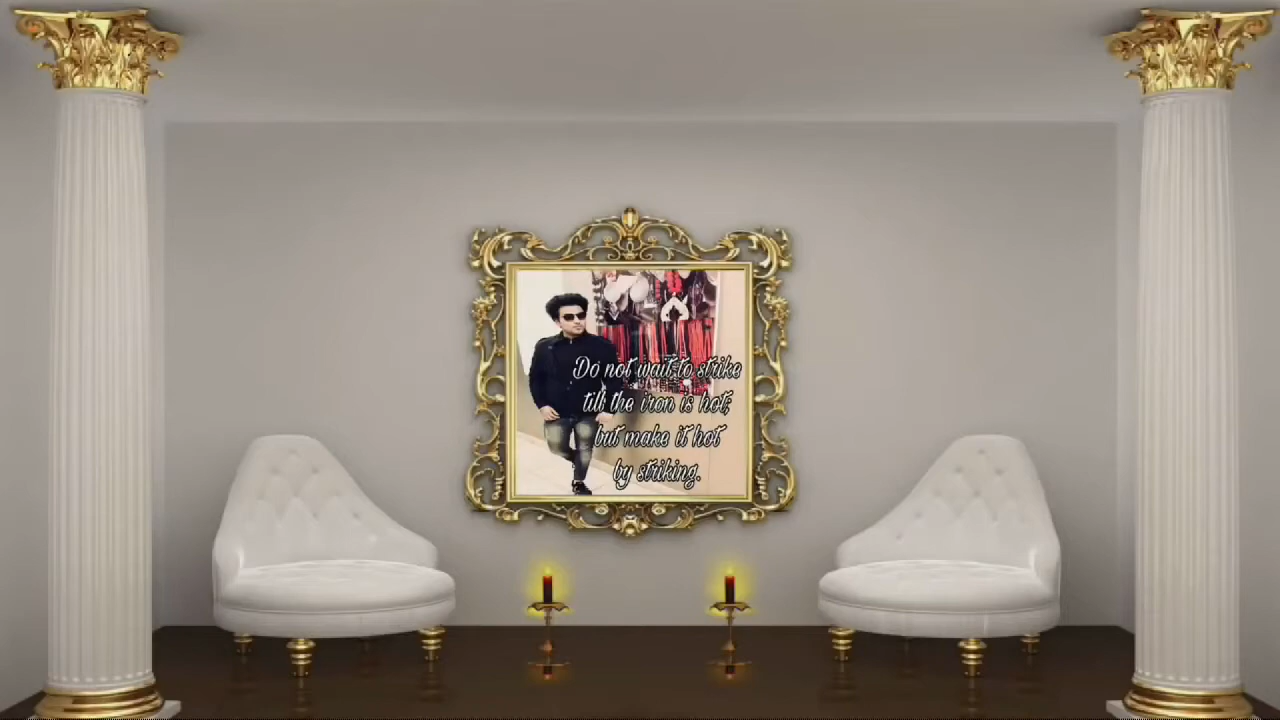 Do not wait to strike
till the iron is hot;
but make it hot
by striking.